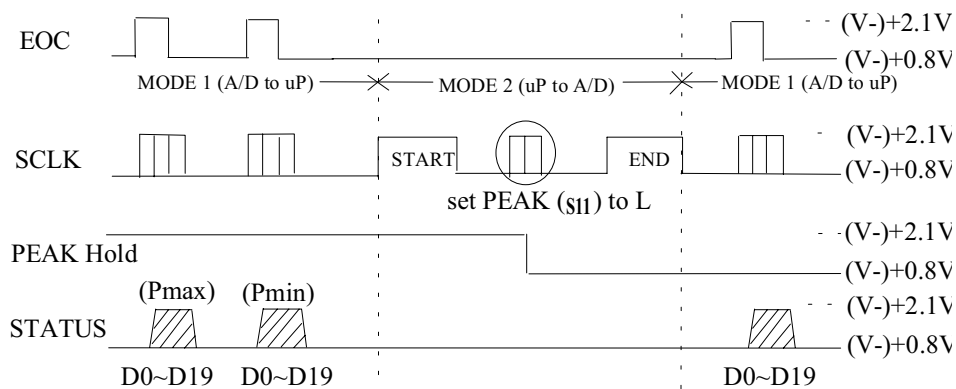 EOC
(V-)+2.1V
(V-)+0.8V
MODE 1 (A/D to uP) MODE 2 (uP to A/D) MODE 1 (A/D to uP)
SCLK
(V-)+2.1V
START END
(V-)+0.8V
set PEAK (S11) to L
PEAK Hold
(V-)+2.1V
(V-)+0.8V
(Pmax) (Pmin)
STATUS
(V-)+2.1V
(V-)+0.8V
D0~D19 D0~D19 D0~D19